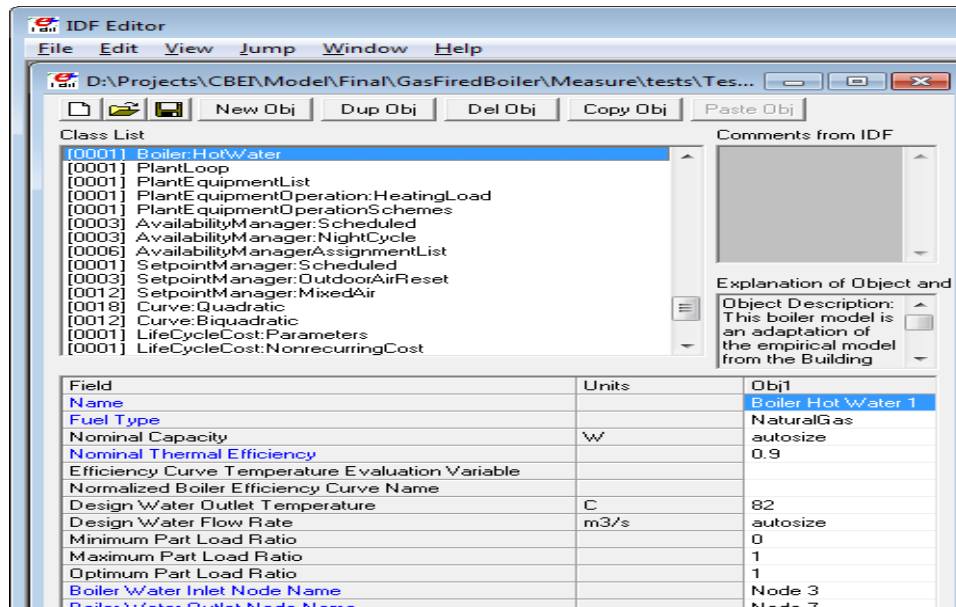 IDF Editor
File Edit View Jump Window Help
D:\Projects\CBEI\Model\Final\GasFiredBoiler\Measure\tests\Tes...
New Obj Dup Obj Del Obj Copy Obj Paste Obj
Class List
Comments from IDF
[0001] Boiler:HotWater
[0001] PlantLoop
[0001] PlantEquipmentList
[0001] PlantEquipmentOperation:HeatingLoad
[0001] PlantEquipmentOperationSchemes
[0003] AvailabilityManager:Scheduled
[0003] AvailabilityManager:NightCycle
[0006] AvailabilityManagerAssignmentList
[0001] SetpointManager:Scheduled
[0003] SetpointManager:OutdoorAirReset
[0012] SetpointManager:MixedAir
[0018] Curve:Quadratic
[0012] Curve:Biquadratic
[0001] LifeCycleCost:Parameters
[0001] LifeCycleCost:NonrecurringCost
Explanation of Object and
Object Description:
This boiler model is
an adaptation of
the empirical model
from the Building
Field Units Obj1
Name Boiler Hot Water 1
Fuel Type NaturalGas
Nominal Capacity W autosize
Nominal Thermal Efficiency 0.9
Efficiency Curve Temperature Evaluation Variable
Normalized Boiler Efficiency Curve Name
Design Water Outlet Temperature C 82
Design Water Flow Rate m3/s autosize
Minimum Part Load Ratio 0
Maximum Part Load Ratio 1
Optimum Part Load Ratio 1
Boiler Water Inlet Node Name Node 3
Boiler Water Outlet Node Name Node 7